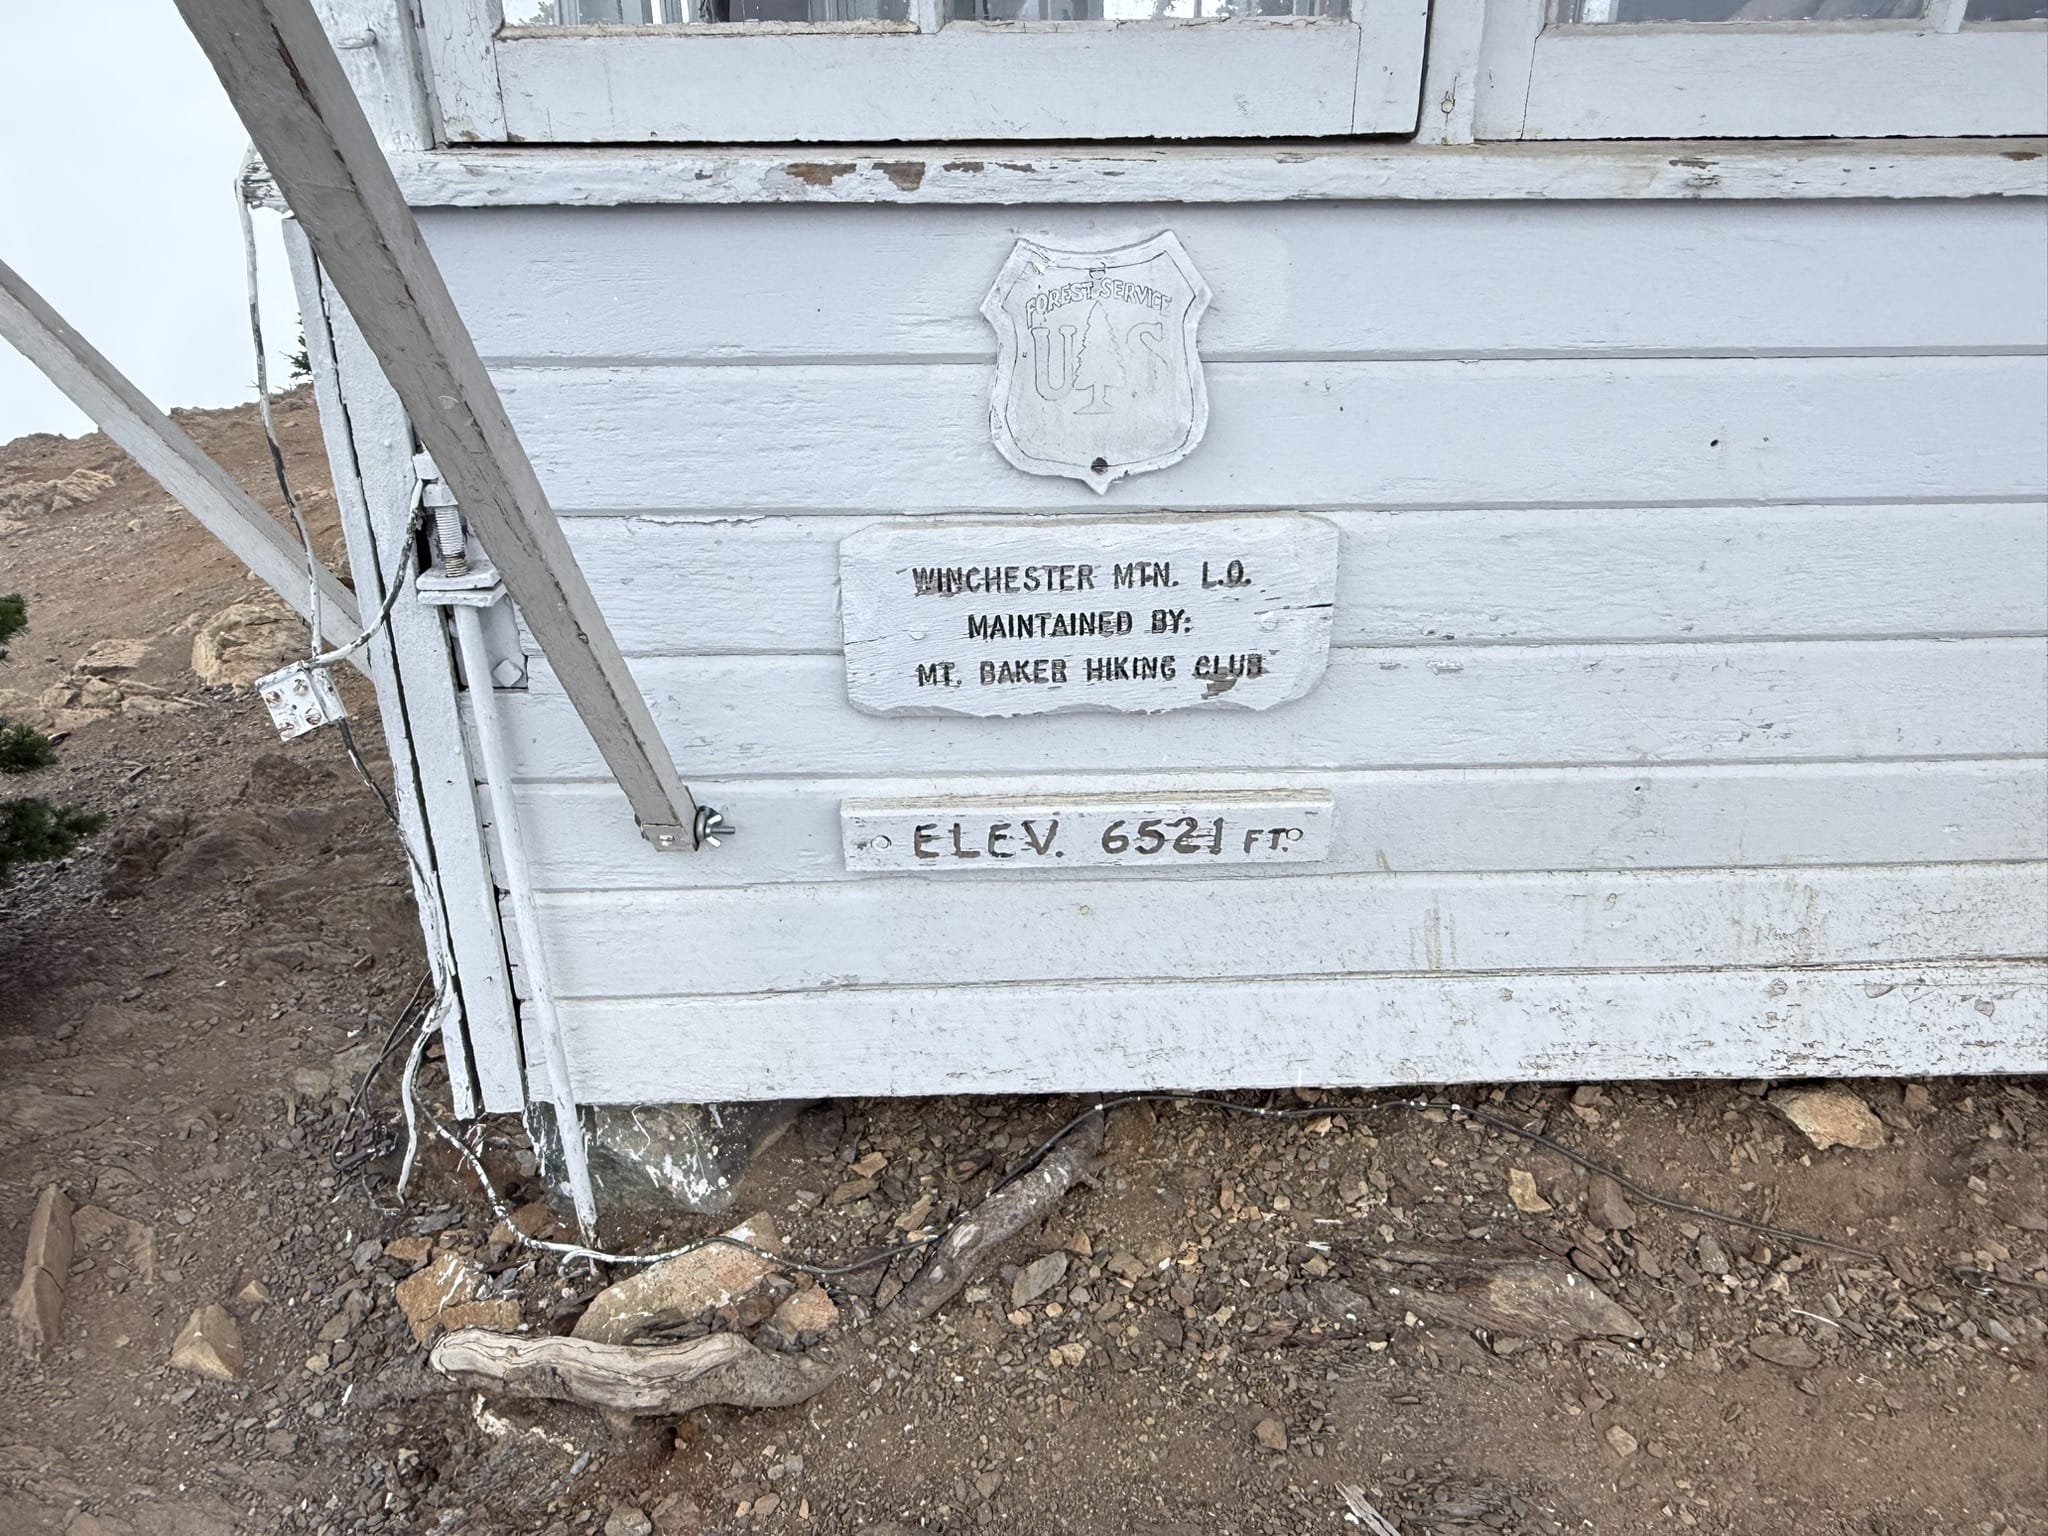 FOREST SERVICE
U S
WINCHESTER MTN. L.O.
MAINTAINED BY:
MT. BAKER HIKING CLUB
ELEV. 6521 FT.